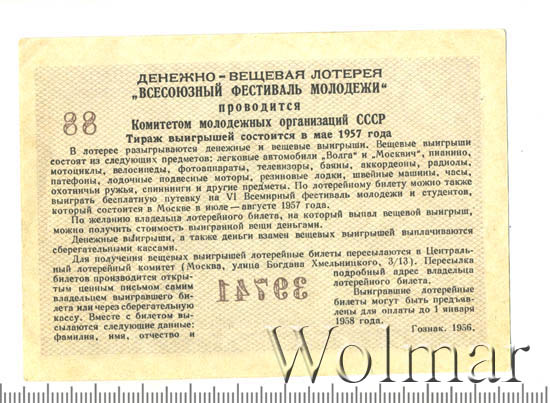 ДЕНЕЖНО-ВЕЩЕВАЯ ЛОТЕРЕЯ
„ВСЕСОЮЗНЫЙ ФЕСТИВАЛЬ МОЛОДЕЖИ“
проводится
88
Комитетом молодежных организаций СССР
Тираж выигрышей состоится в мае 1957 года
В лотерее разыгрываются денежные и вещевые выигрыши. Вещевые выигрыши
состоят из следующих предметов: легковые автомобили „Волга“ и „Москвич“, пианино,
мотоциклы, велосипеды, фотоаппараты, телевизоры, баяны, аккордеоны, радиолы,
патефоны, лодочные подвесные моторы, резиновые лодки, швейные машины, часы,
охотничьи ружья, спиннинги и другие предметы. По лотерейному билету можно также
выиграть бесплатную путевку на VI Всемирный фестиваль молодежи и студентов,
который состоится в Москве в июле—августе 1957 года.
По желанию владельца лотерейного билета, на который выпал вещевой выигрыш,
можно получить стоимость выигранной вещи деньгами.
Денежные выигрыши, а также деньги взамен вещевых выигрышей выплачиваются
сберегательными кассами.
Для получения вещевых выигрышей лотерейные билеты пересылаются в Централь-
ный лотерейный комитет (Москва, улица Богдана Хмельницкого, 3/13). Пересылка
билетов производится откры-
тым ценным письмом самим
владельцем выигравшего биле-
та или через сберегательную
кассу. Вместе с билетом вы-
сылаются следующие данные:
фамилия, имя, отчество и
39741
подробный адрес владельца
лотерейного билета.
Выигравшие лотерейные
билеты могут быть предъяв-
лены для оплаты до 1 января
1958 года.
Гознак. 1956.
Wolmar